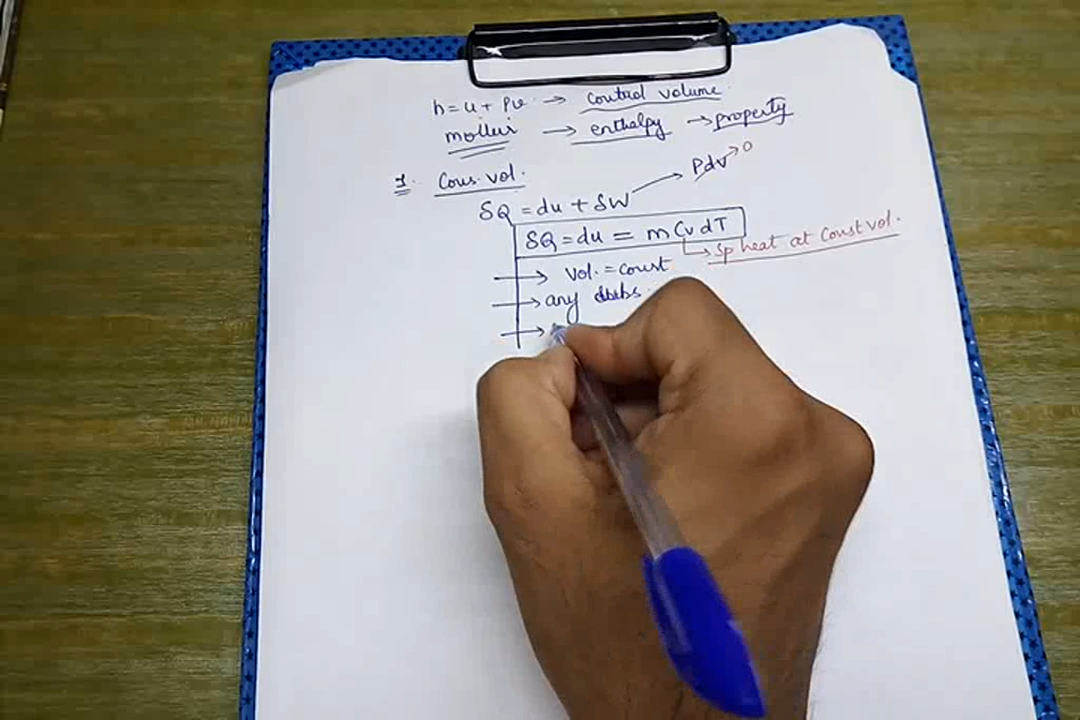 h = u + pv → control volume
mollier → enthalpy → property
1. Cons. vol.
δQ = du + δW → Pdv → 0
δQ = du = m Cv dT
→ Sp heat at Const vol.
→ Vol. = const
→ any subs.
→